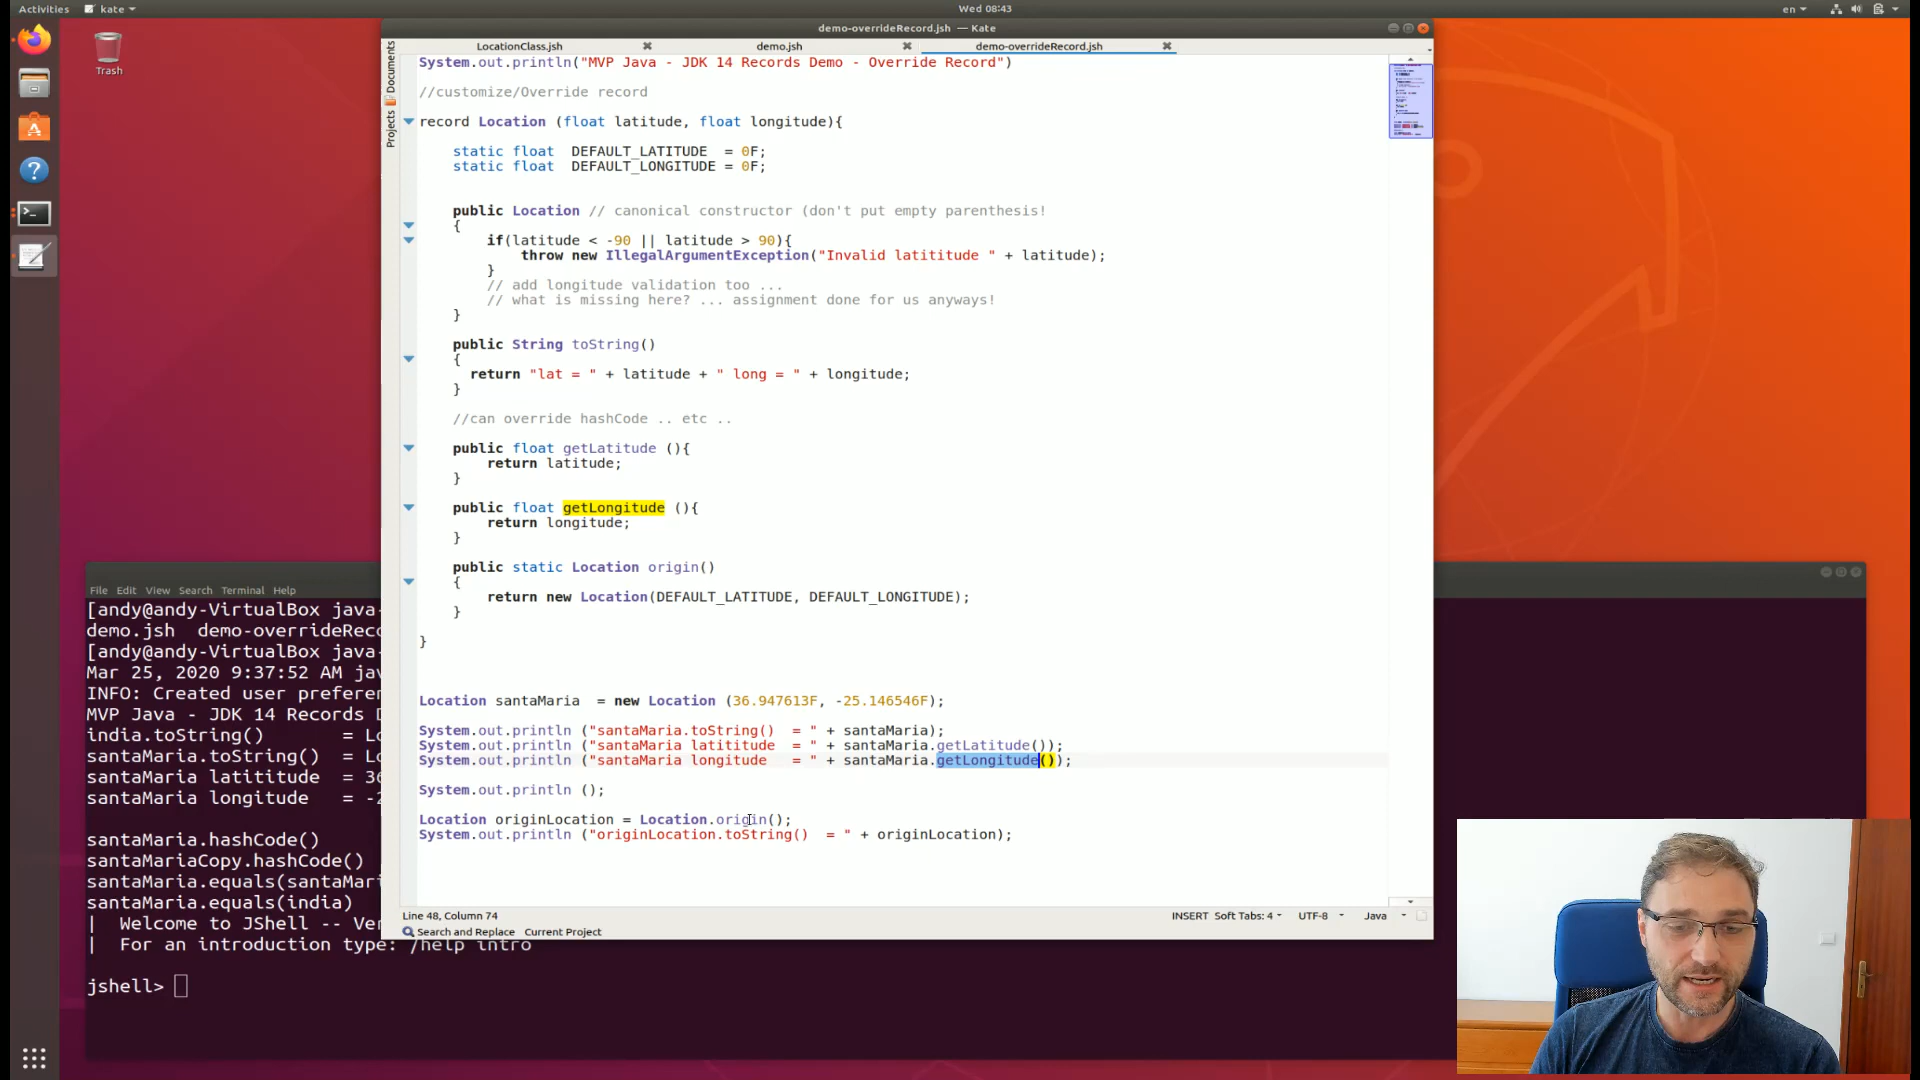 Activities
kate
Wed 08:43
en
Trash
demo-overrideRecord.jsh — Kate
LocationClass.jsh
demo.jsh
demo-overrideRecord.jsh
Documents
Projects
System.out.println("MVP Java - JDK 14 Records Demo - Override Record")
//customize/Override record
record Location (float latitude, float longitude){
static float  DEFAULT_LATITUDE  = 0F;
static float  DEFAULT_LONGITUDE = 0F;
public Location // canonical constructor (don't put empty parenthesis!
{
if(latitude < -90 || latitude > 90){
throw new IllegalArgumentException("Invalid latititude " + latitude);
}
// add longitude validation too ...
// what is missing here? ... assignment done for us anyways!
}
public String toString()
{
return "lat = " + latitude + " long = " + longitude;
}
//can override hashCode .. etc ..
public float getLatitude (){
return latitude;
}
public float getLongitude (){
return longitude;
}
public static Location origin()
{
return new Location(DEFAULT_LATITUDE, DEFAULT_LONGITUDE);
}
}
Location santaMaria  = new Location (36.947613F, -25.146546F);
System.out.println ("santaMaria.toString()  = " + santaMaria);
System.out.println ("santaMaria latititude  = " + santaMaria.getLatitude());
System.out.println ("santaMaria longitude   = " + santaMaria.getLongitude());
System.out.println ();
Location originLocation = Location.origin();
System.out.println ("originLocation.toString()  = " + originLocation);
Line 48, Column 74
INSERT
Soft Tabs: 4
UTF-8
Java
Search and Replace
Current Project
File Edit View Search Terminal Help
[andy@andy-VirtualBox java-
demo.jsh  demo-overrideReco
[andy@andy-VirtualBox java-
Mar 25, 2020 9:37:52 AM jav
INFO: Created user preferen
MVP Java - JDK 14 Records D
india.toString()       = Lo
santaMaria.toString()  = Lo
santaMaria latititude  = 36
santaMaria longitude   = -2
santaMaria.hashCode()
santaMariaCopy.hashCode()
santaMaria.equals(santaMari
santaMaria.equals(india)
|  Welcome to JShell -- Ver
|  For an introduction type: /help intro
jshell>